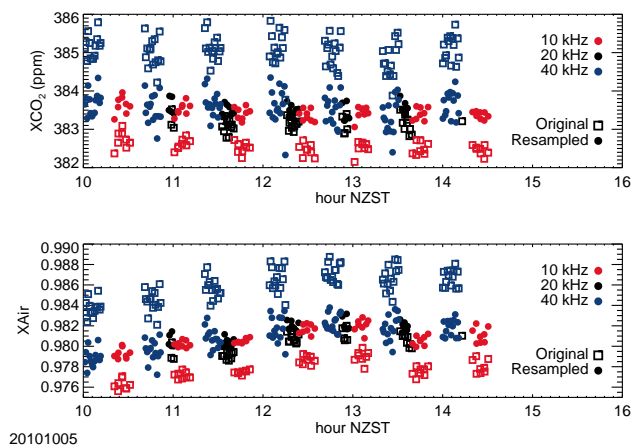 386
385
384
383
382
XCO2 (ppm)
10 kHz
20 kHz
40 kHz
Original
Resampled
10 11 12 13 14 15 16
hour NZST
0.990
0.988
0.986
0.984
0.982
0.980
0.978
0.976
XAir
10 kHz
20 kHz
40 kHz
Original
Resampled
10 11 12 13 14 15 16
hour NZST
20101005